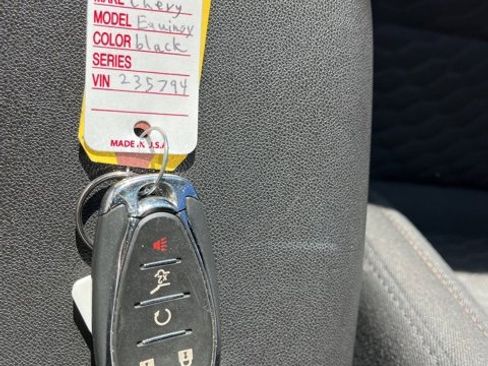 MAKE Chevy
MODEL Equinox
COLOR black
SERIES
VIN 235794
MADE IN U.S.A.